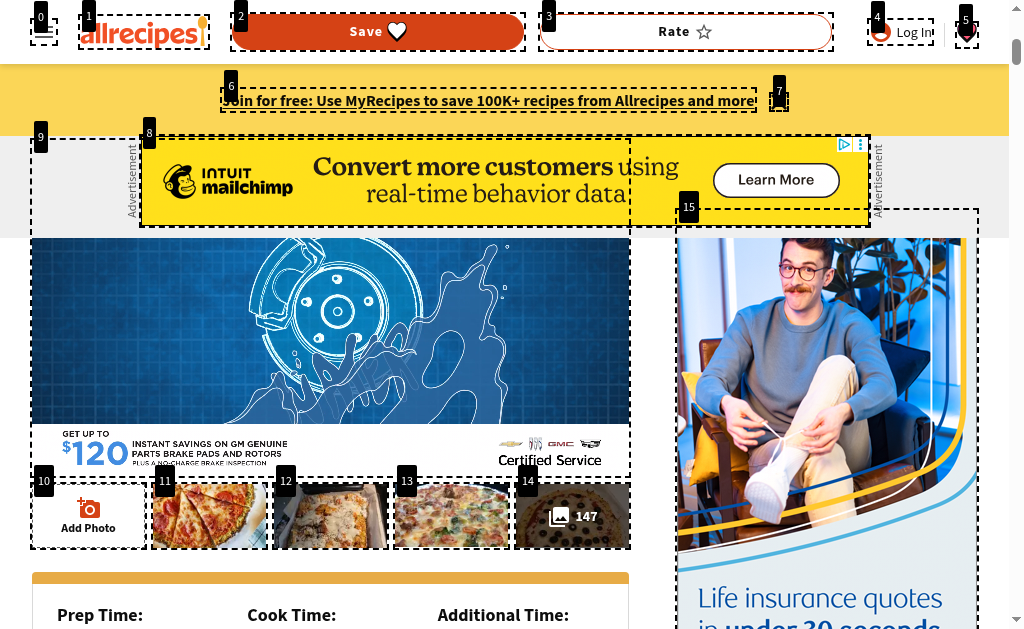 0
1
2
3
4
5
allrecipes
Save
Rate
Log In
6
7
Join for free: Use MyRecipes to save 100K+ recipes from Allrecipes and more
9
8
Advertisement
INTUIT
mailchimp
Convert more customers using
real-time behavior data
Learn More
Advertisement
15
GET UP TO
$120
INSTANT SAVINGS ON GM GENUINE
PARTS BRAKE PADS AND ROTORS
PLUS A NO-CHARGE BRAKE INSPECTION
GMC
Certified Service
10
11
12
13
14
Add Photo
147
Prep Time:
Cook Time:
Additional Time:
Life insurance quotes
in under 30 seconds